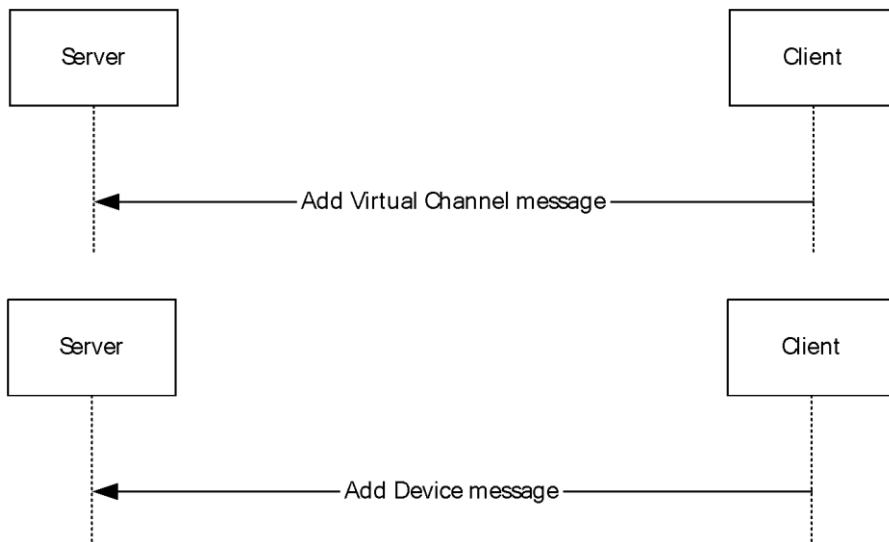 Server
Client
Add Virtual Channel message
Server
Client
Add Device message